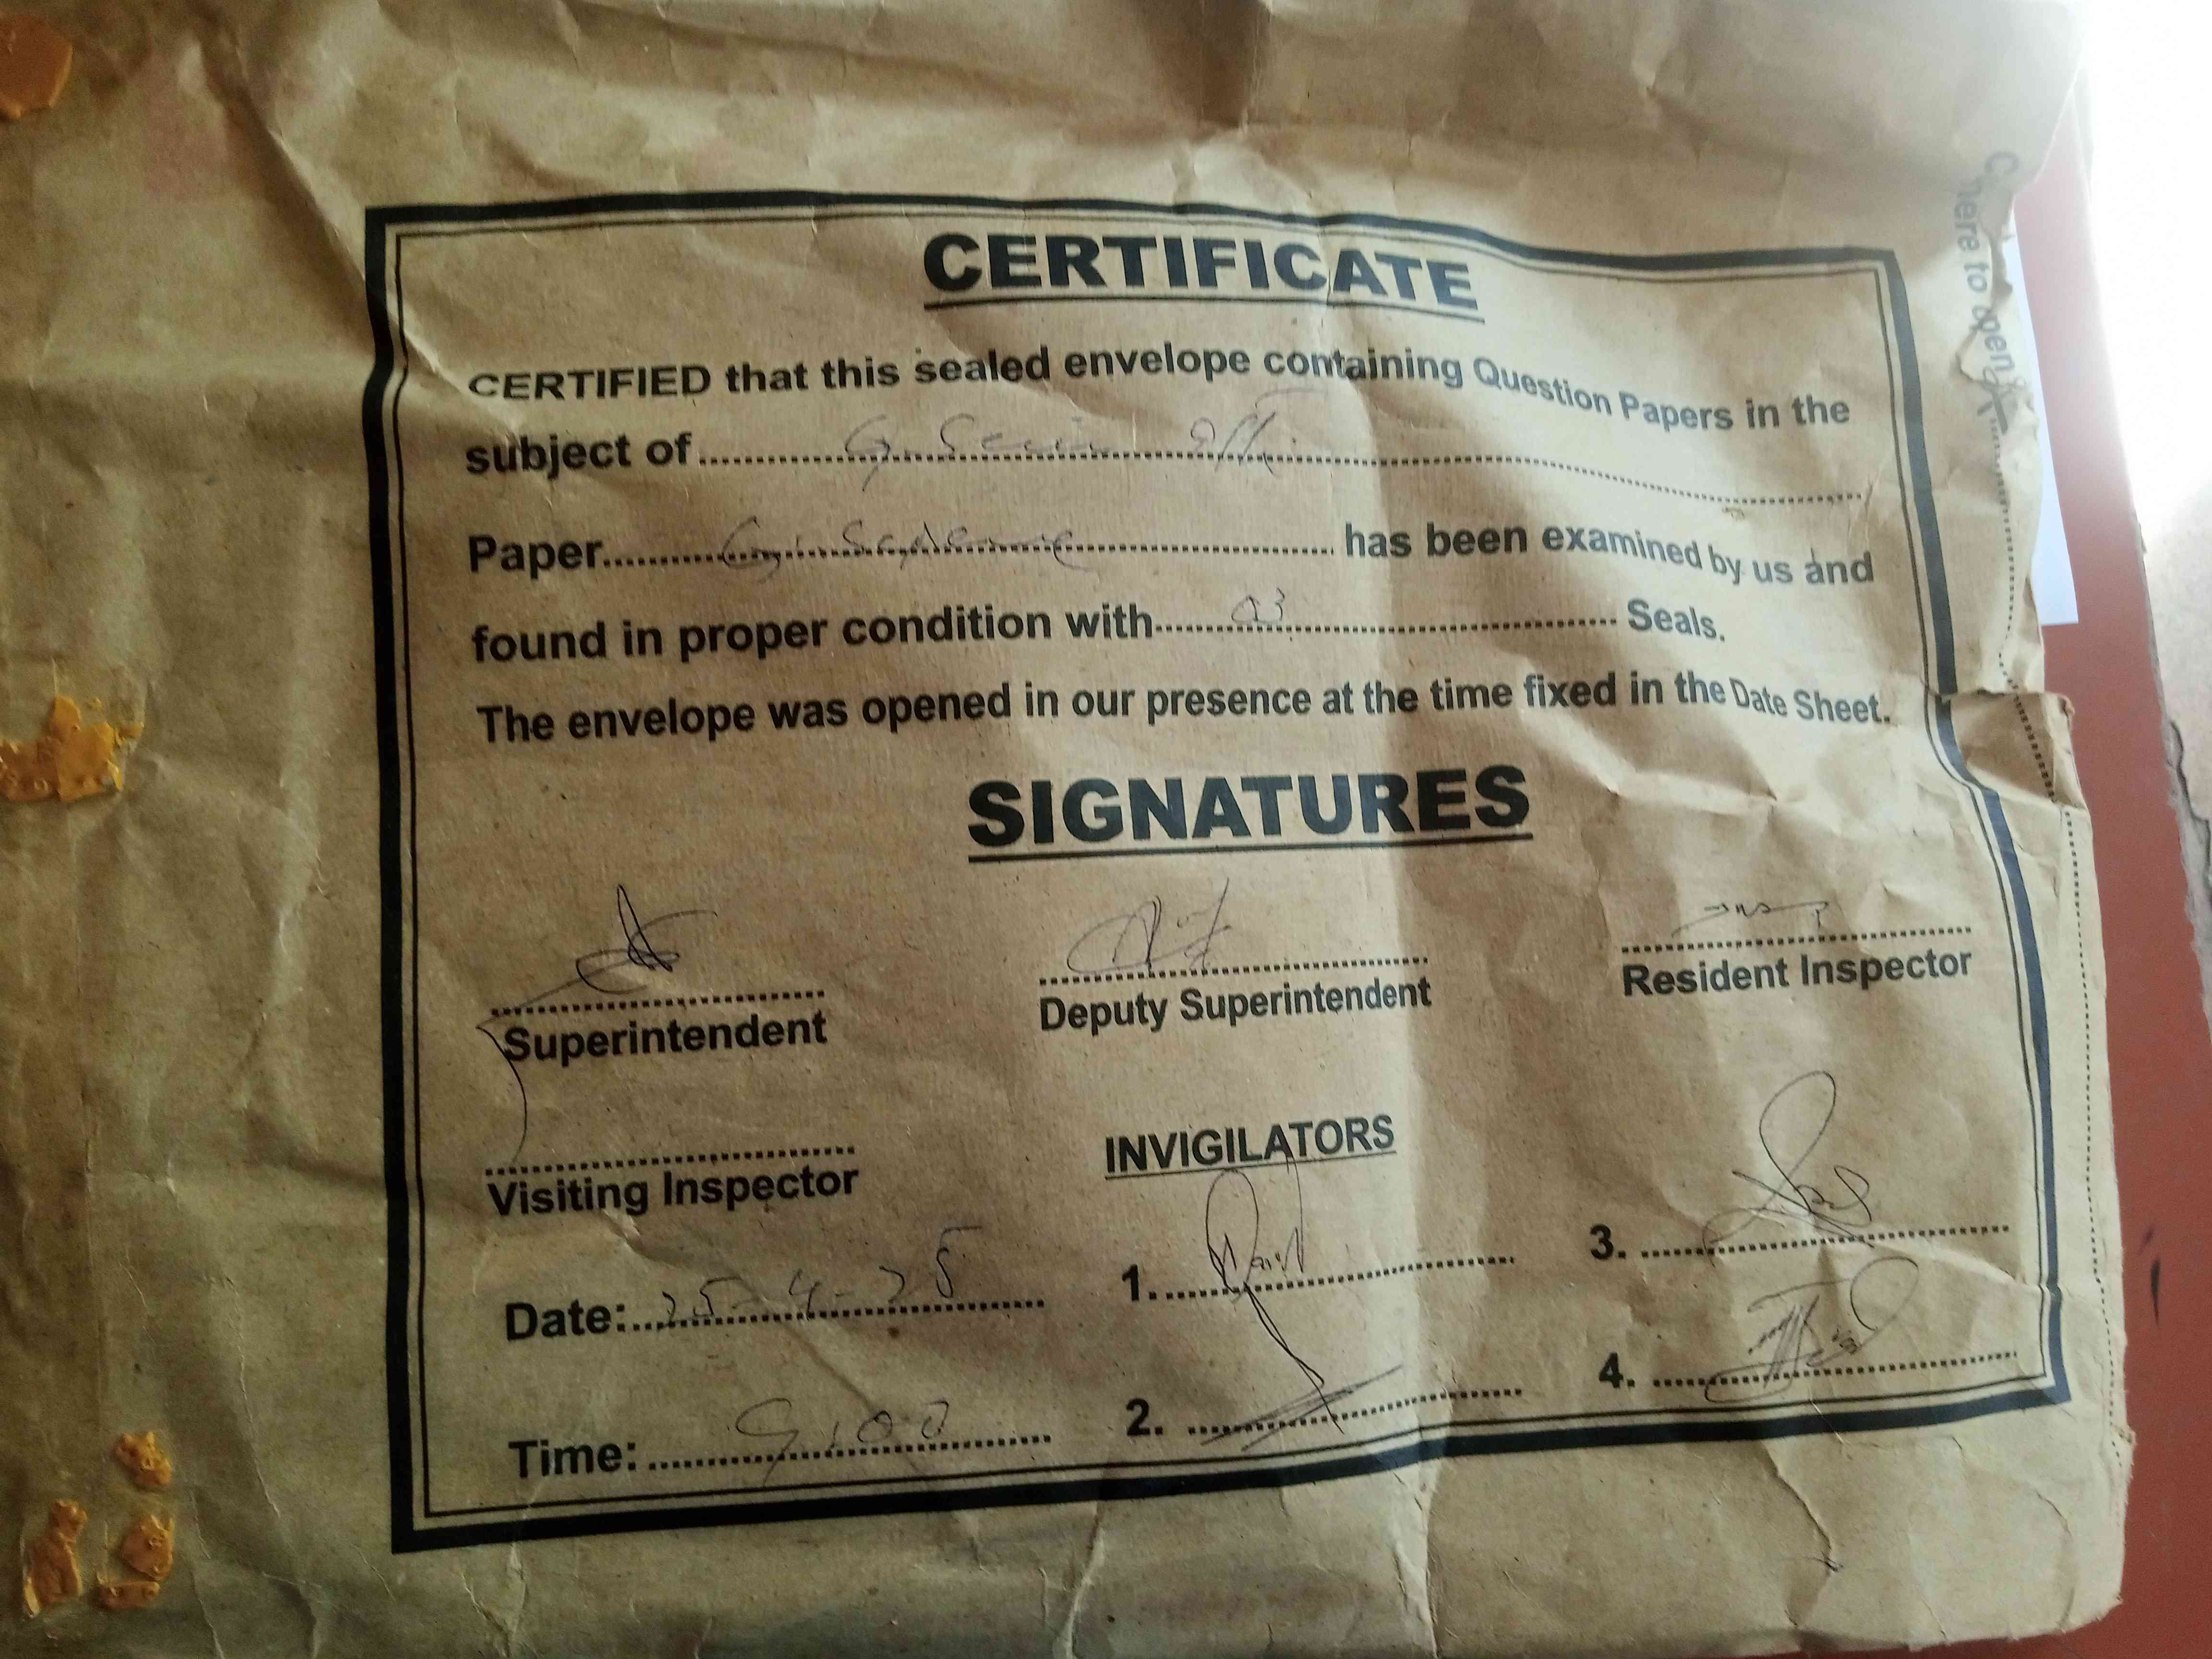 CERTIFICATE
CERTIFIED that this sealed envelope containing Question Papers in the
subject of
Paper has been examined by us and
found in proper condition with 03 Seals.
The envelope was opened in our presence at the time fixed in the Date Sheet.
SIGNATURES
Superintendent
Deputy Superintendent
Resident Inspector
Visiting Inspector
INVIGILATORS
Date: 25-4-25
1.
3.
Time: 9:00
2.
4.
here to open